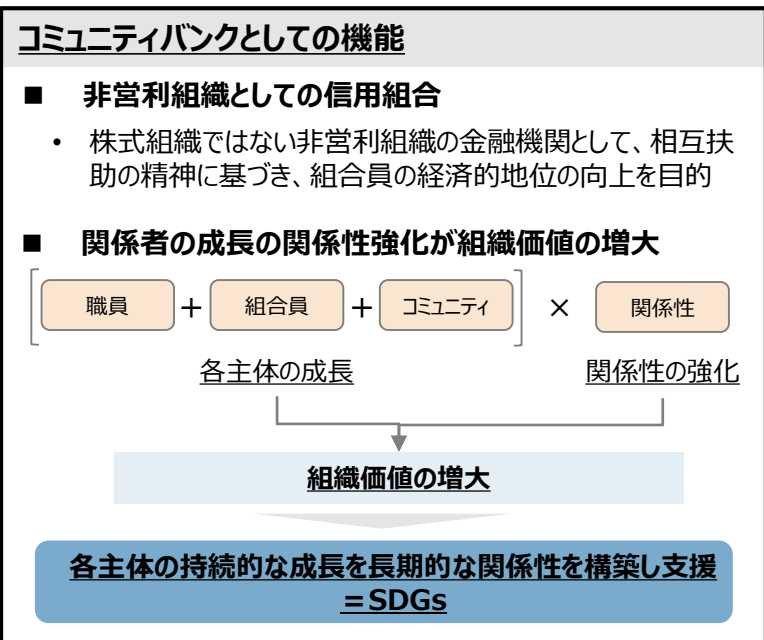 コミュニティバンクとしての機能
■ 非営利組織としての信用組合
• 株式組織ではない非営利組織の金融機関として、相互扶
助の精神に基づき、組合員の経済的地位の向上を目的
■ 関係者の成長の関係性強化が組織価値の増大
職員 + 組合員 + コミュニティ × 関係性
各主体の成長 関係性の強化
組織価値の増大
各主体の持続的な成長を長期的な関係性を構築し支援
=SDGs